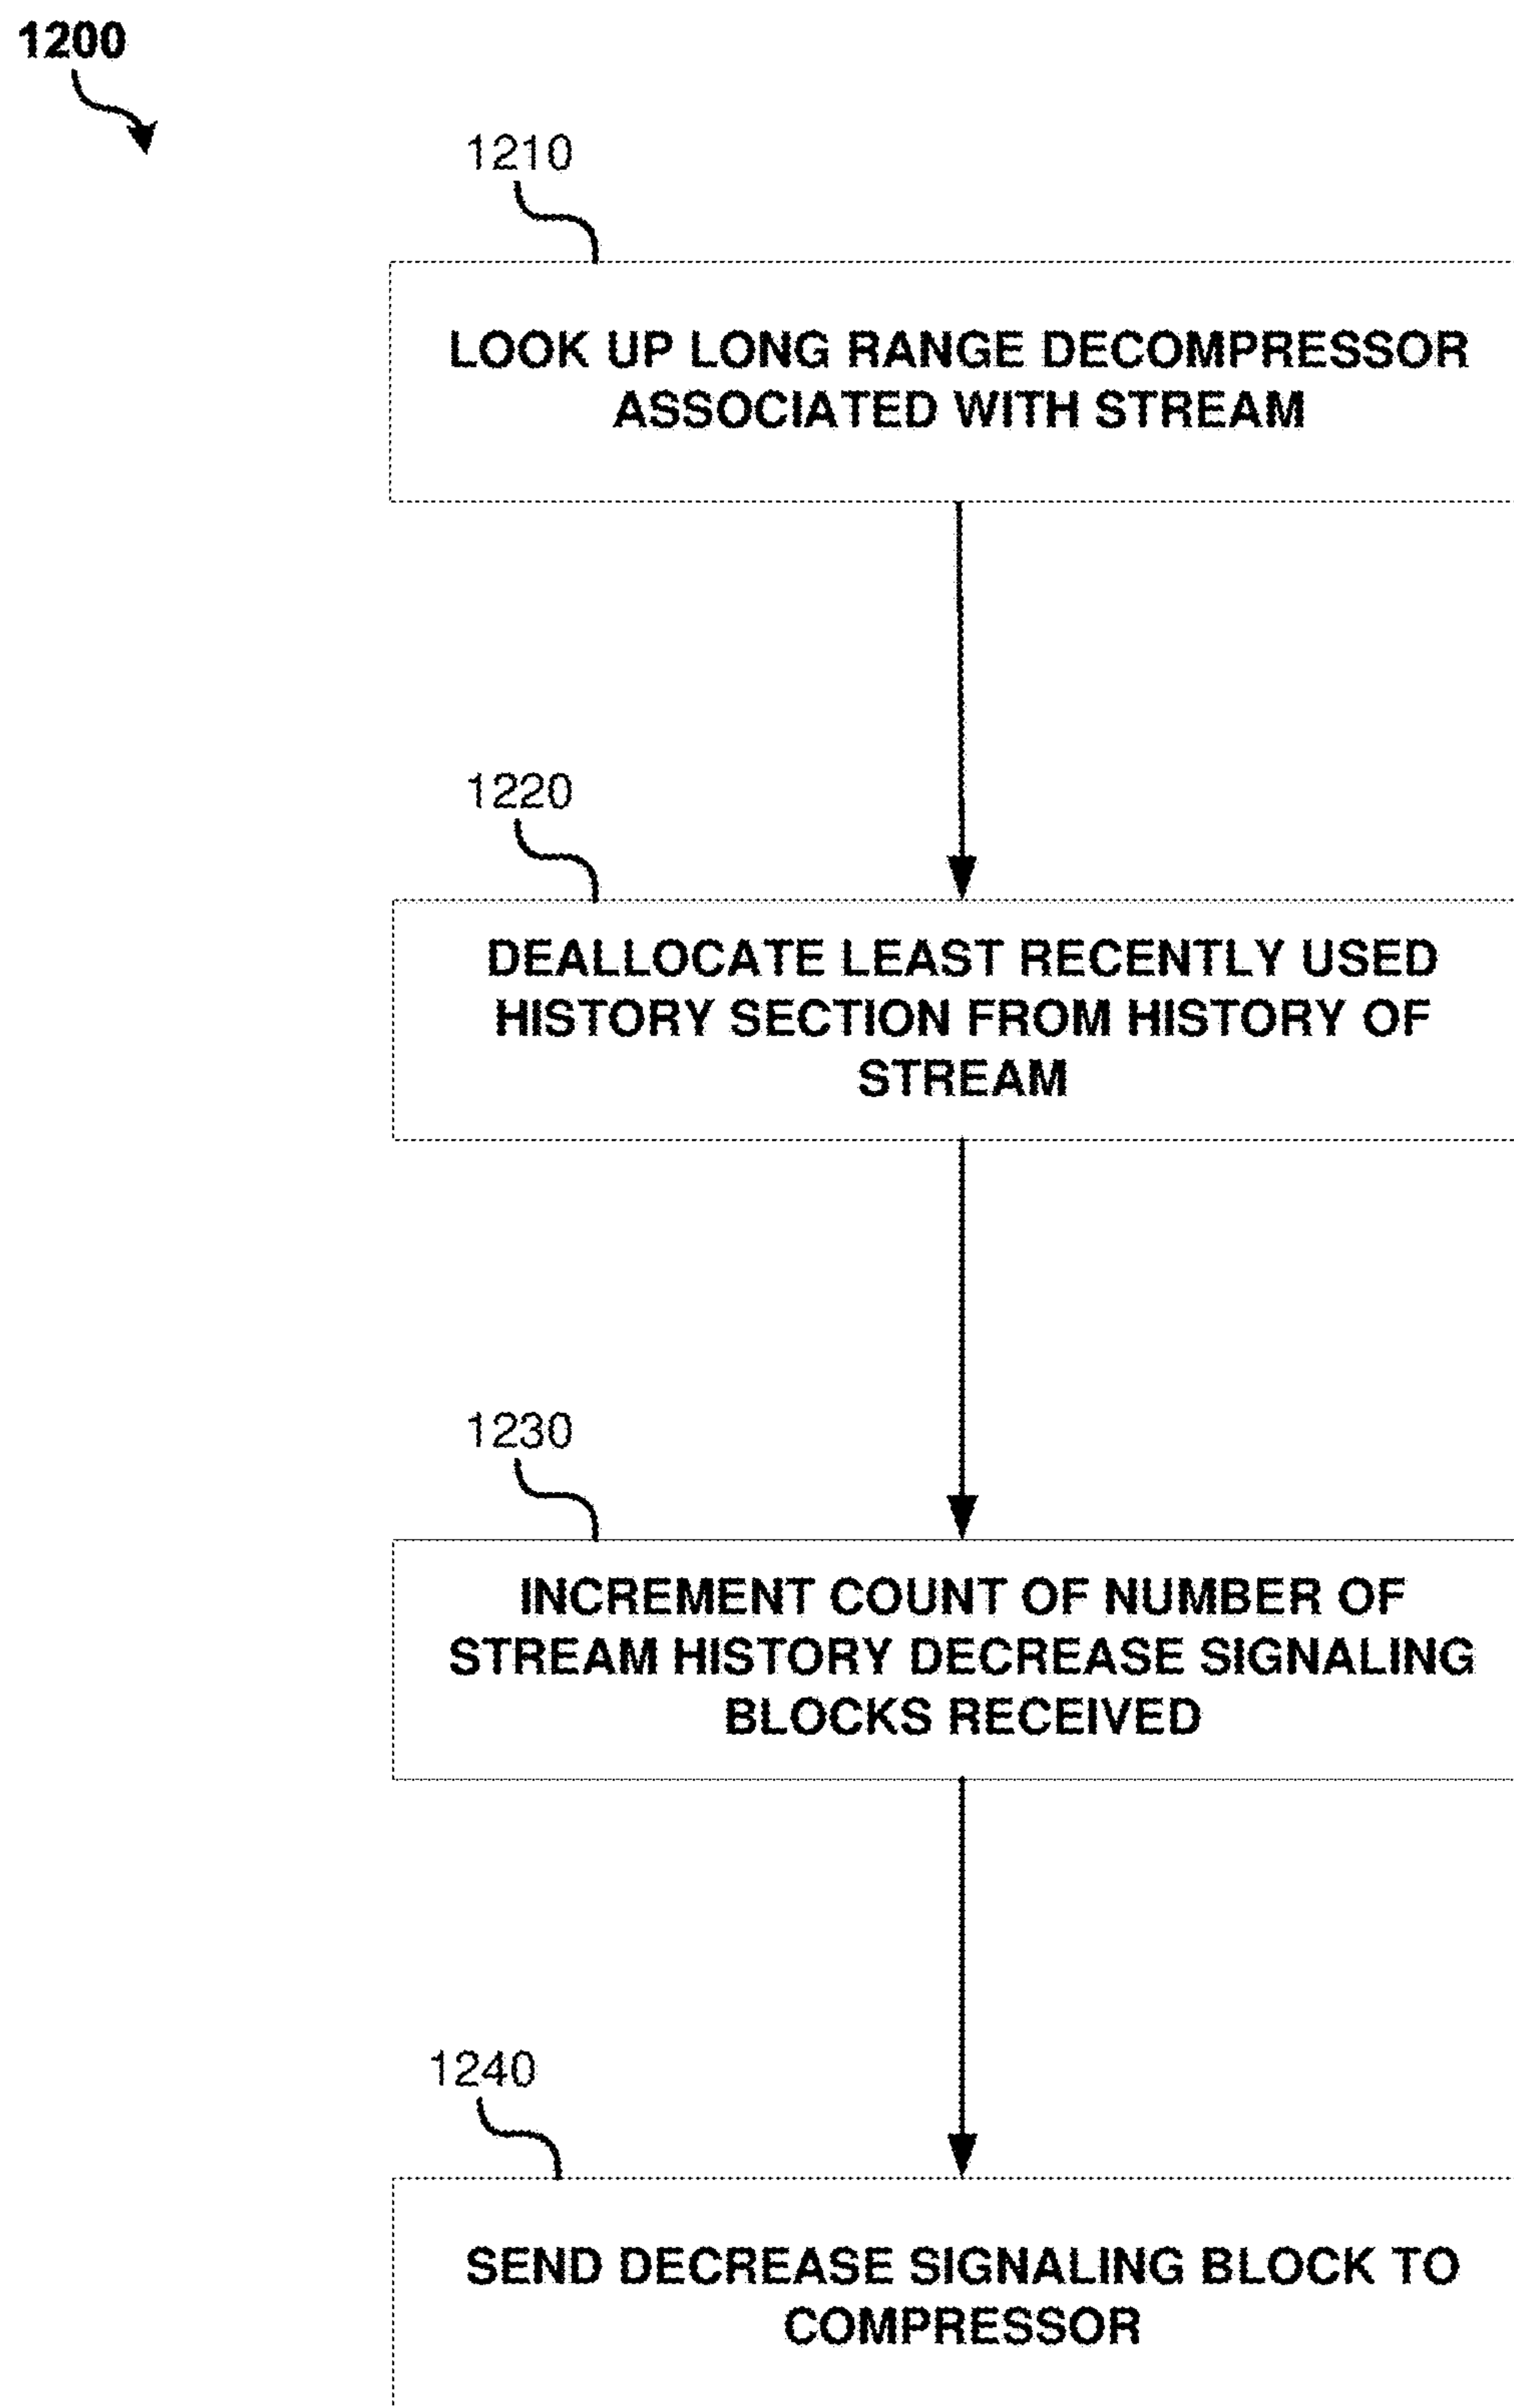 1200
1210
LOOK UP LONG RANGE DECOMPRESSOR
ASSOCIATED WITH STREAM
1220
DEALLOCATE LEAST RECENTLY USED
HISTORY SECTION FROM HISTORY OF
STREAM
1230
INCREMENT COUNT OF NUMBER OF
STREAM HISTORY DECREASE SIGNALING
BLOCKS RECEIVED
1240
SEND DECREASE SIGNALING BLOCK TO
COMPRESSOR